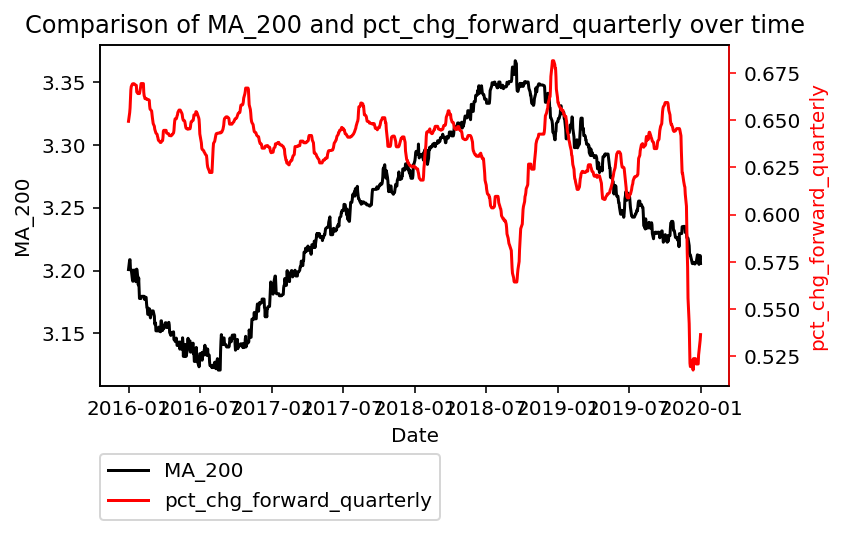 Comparison of MA_200 and pct_chg_forward_quarterly over time
MA_200
3.35
3.30
3.25
3.20
3.15
0.675
0.650
0.625
0.600
0.575
0.550
0.525
pct_chg_forward_quarterly
2016-01 2016-07 2017-01 2017-07 2018-01 2018-07 2019-01 2019-07 2020-01
Date
MA_200
pct_chg_forward_quarterly